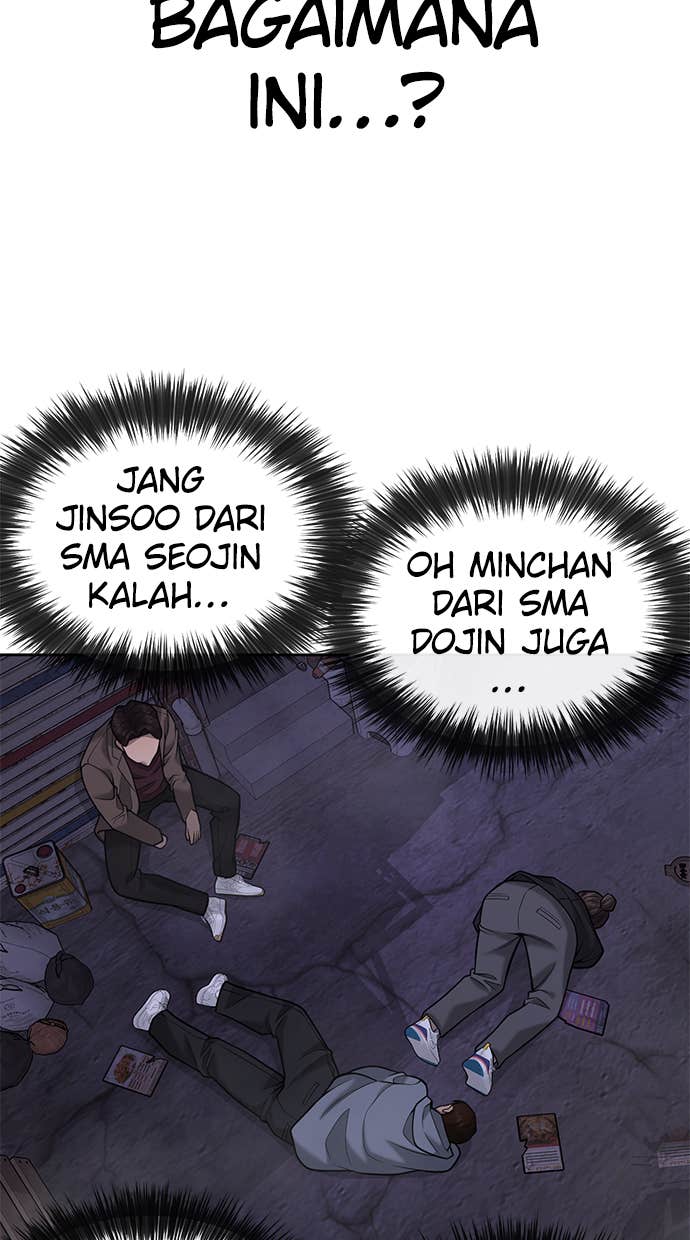 BAGAIMANA
INI...?
JANG
JINSOO DARI
SMA SEOJIN
KALAH...
OH MINCHAN
DARI SMA
DOJIN JUGA
...